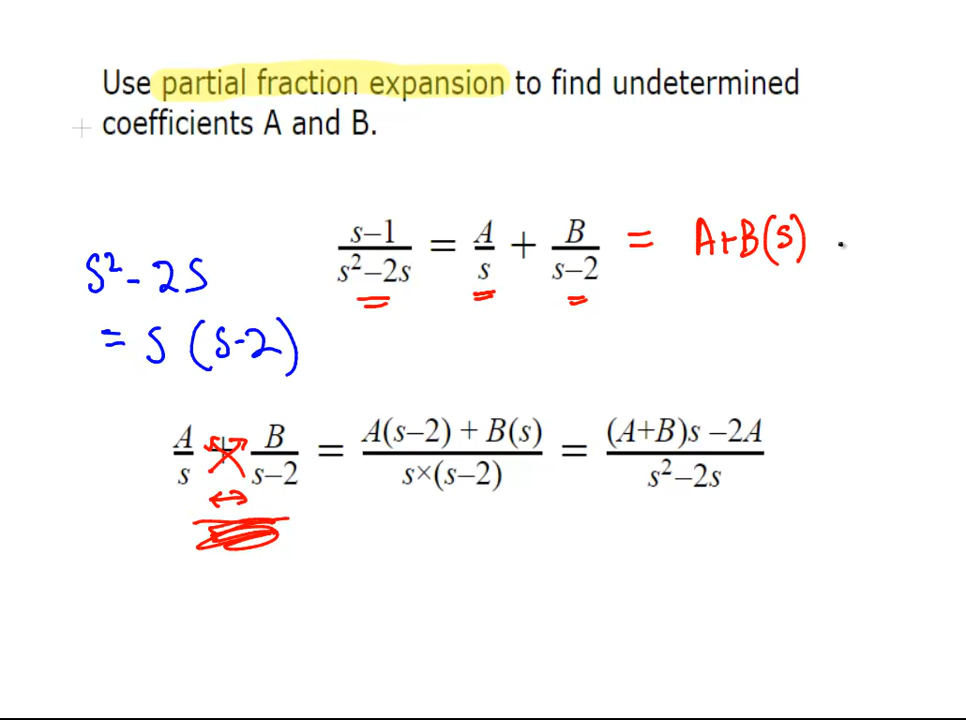 Use partial fraction expansion to find undetermined
coefficients A and B.
s–1 / s²–2s = A / s + B / s–2 = A+B(s)
s² - 2s
= s (s-2)
A / s + B / s–2 = A(s–2) + B(s) / s×(s–2) = (A+B)s –2A / s²–2s